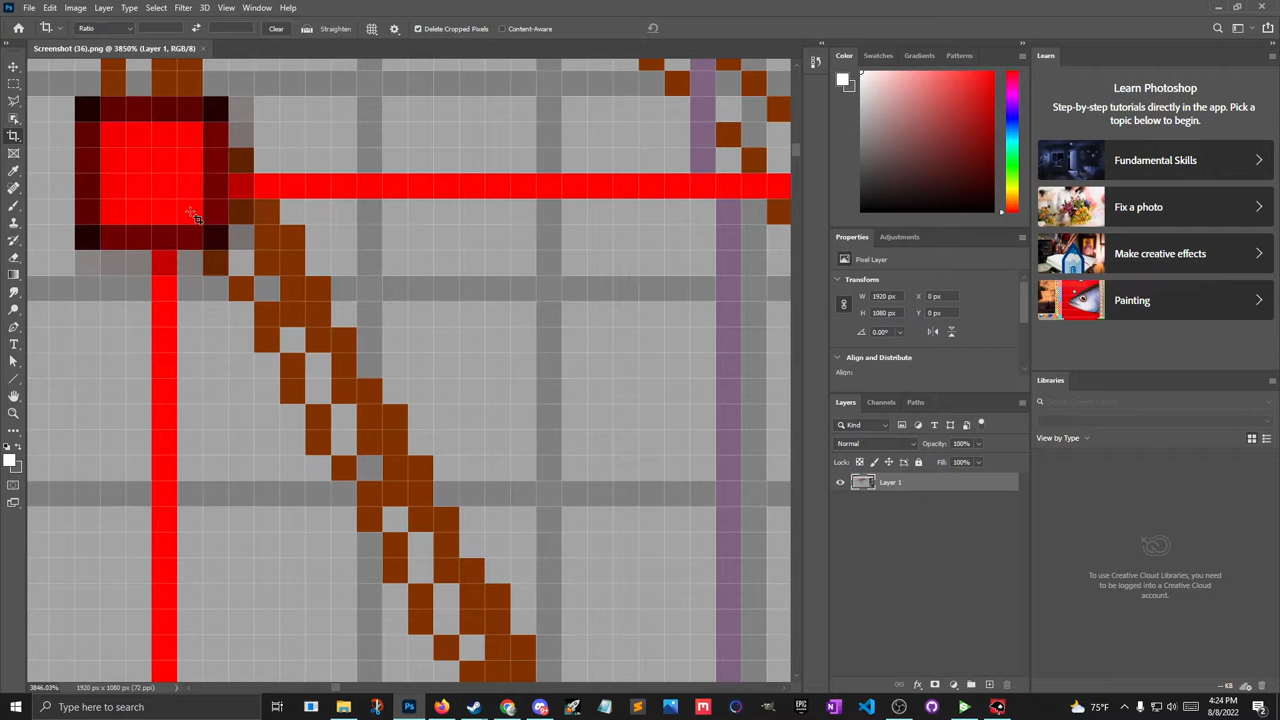 File Edit Image Layer Type Select Filter 3D View Window Help
Ratio Clear Straighten Delete Cropped Pixels Content-Aware
Screenshot (36).png @ 3850% (Layer 1, RGB/8) ×
Color Swatches Gradients Patterns
Learn
Learn Photoshop
Step-by-step tutorials directly in the app. Pick a
topic below to begin.
Fundamental Skills
Fix a photo
Make creative effects
Painting
Properties Adjustments
Pixel Layer
Transform
W 1920 px X 0 px
H 1080 px Y 0 px
0.00°
Align and Distribute
Align:
Layers Channels Paths
Kind
Normal Opacity: 100%
Lock: Fill: 100%
Layer 1
Libraries
Search Current Library
View by Type
To use Creative Cloud Libraries, you need
to be logged into a Creative Cloud
account.
-- KB
3846.03% 1920 px x 1080 px (72 ppi)
Type here to search
75°F
4:24 PM
8/8/2022